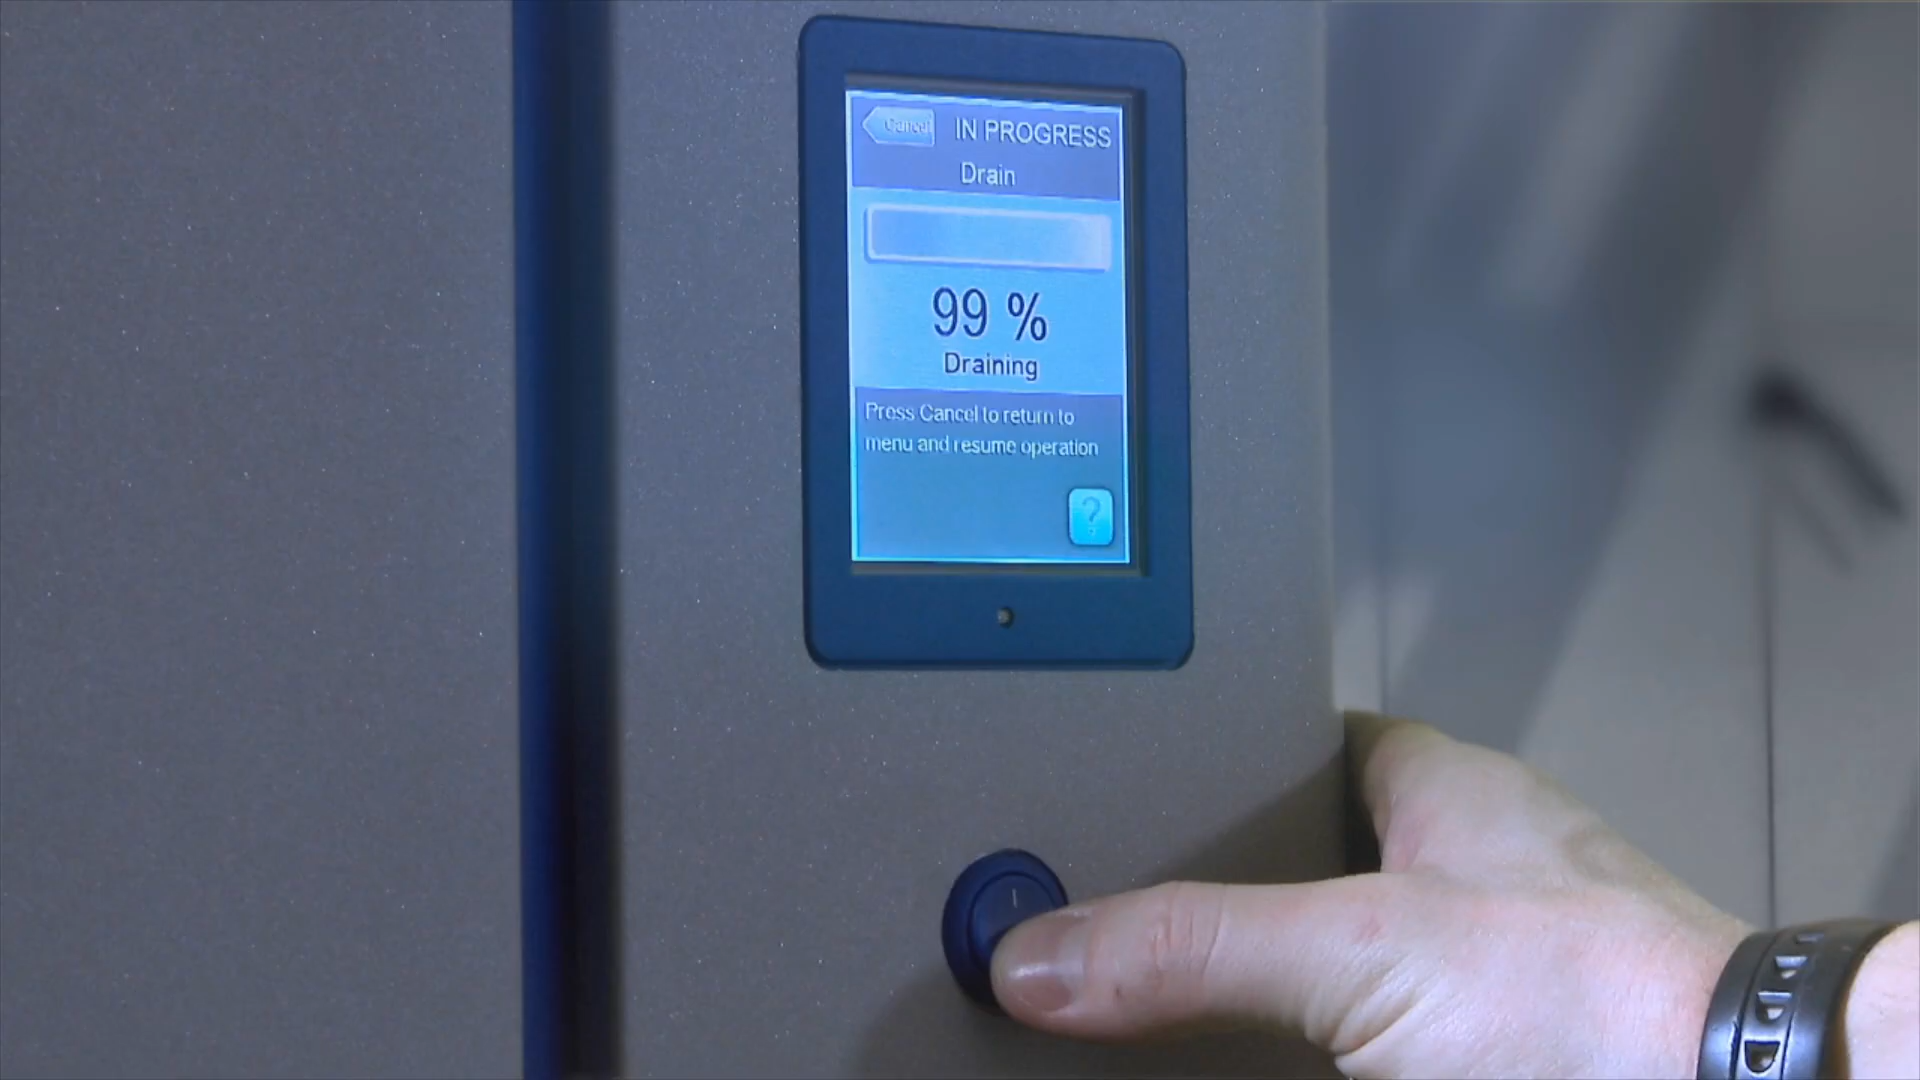 Cancel
IN PROGRESS
Drain
99 %
Draining
Press Cancel to return to
menu and resume operation
?